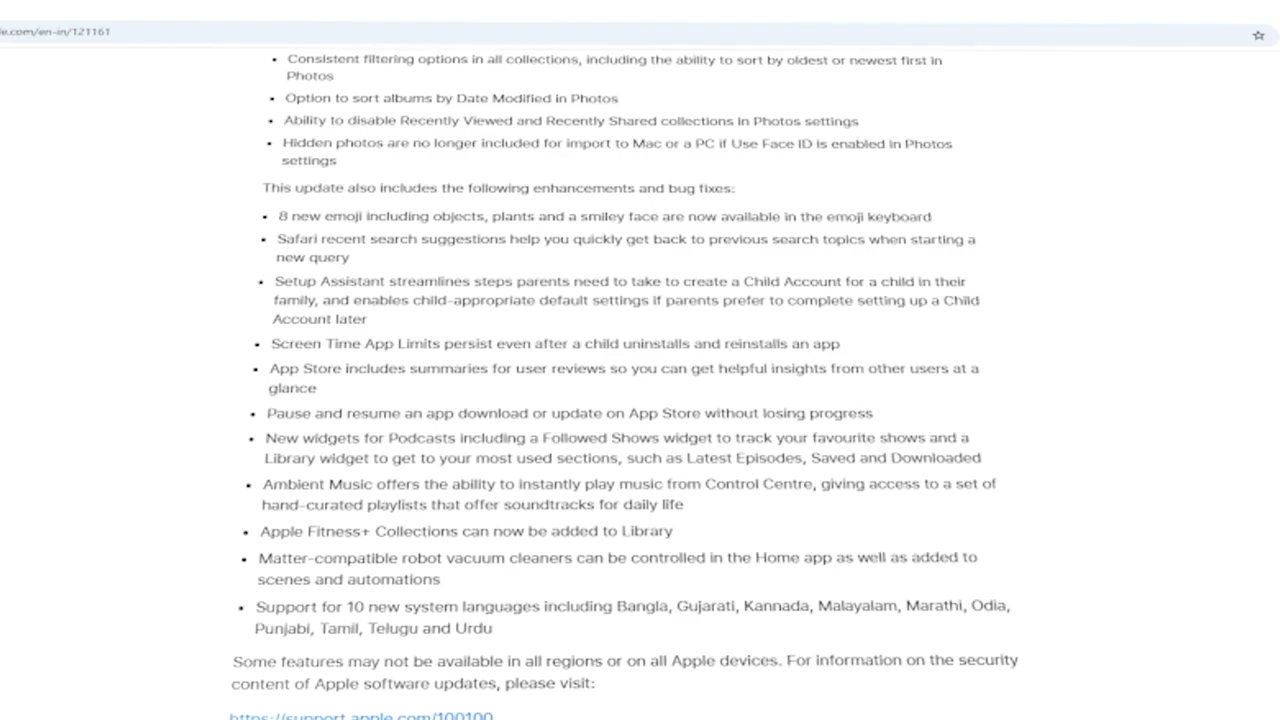 le.com/en-in/121161
• Consistent filtering options in all collections, including the ability to sort by oldest or newest first in
Photos
• Option to sort albums by Date Modified in Photos
• Ability to disable Recently Viewed and Recently Shared collections in Photos settings
• Hidden photos are no longer included for import to Mac or a PC if Use Face ID is enabled in Photos
settings
This update also includes the following enhancements and bug fixes:
• 8 new emoji including objects, plants and a smiley face are now available in the emoji keyboard
• Safari recent search suggestions help you quickly get back to previous search topics when starting a
new query
• Setup Assistant streamlines steps parents need to take to create a Child Account for a child in their
family, and enables child-appropriate default settings if parents prefer to complete setting up a Child
Account later
• Screen Time App Limits persist even after a child uninstalls and reinstalls an app
• App Store includes summaries for user reviews so you can get helpful insights from other users at a
glance
• Pause and resume an app download or update on App Store without losing progress
• New widgets for Podcasts including a Followed Shows widget to track your favourite shows and a
Library widget to get to your most used sections, such as Latest Episodes, Saved and Downloaded
• Ambient Music offers the ability to instantly play music from Control Centre, giving access to a set of
hand-curated playlists that offer soundtracks for daily life
• Apple Fitness+ Collections can now be added to Library
• Matter-compatible robot vacuum cleaners can be controlled in the Home app as well as added to
scenes and automations
• Support for 10 new system languages including Bangla, Gujarati, Kannada, Malayalam, Marathi, Odia,
Punjabi, Tamil, Telugu and Urdu
Some features may not be available in all regions or on all Apple devices. For information on the security
content of Apple software updates, please visit:
https://support.apple.com/100100